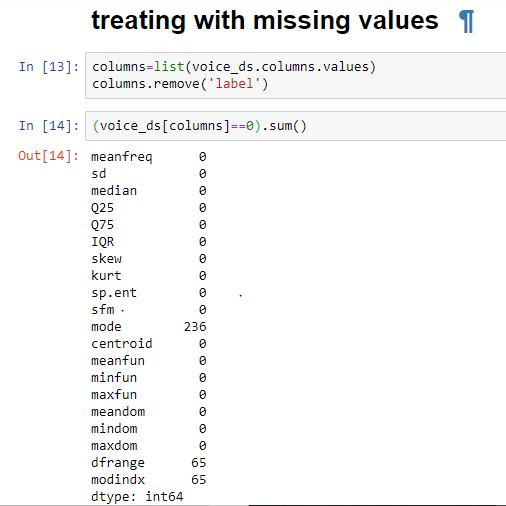 treating with missing values ¶
In [13]: columns=list(voice_ds.columns.values)
columns.remove('label')
In [14]: (voice_ds[columns]==0).sum()
Out[14]: meanfreq 0
sd 0
median 0
Q25 0
Q75 0
IQR 0
skew 0
kurt 0
sp.ent 0
sfm 0
mode 236
centroid 0
meanfun 0
minfun 0
maxfun 0
meandom 0
mindom 0
maxdom 0
dfrange 65
modindx 65
dtype: int64